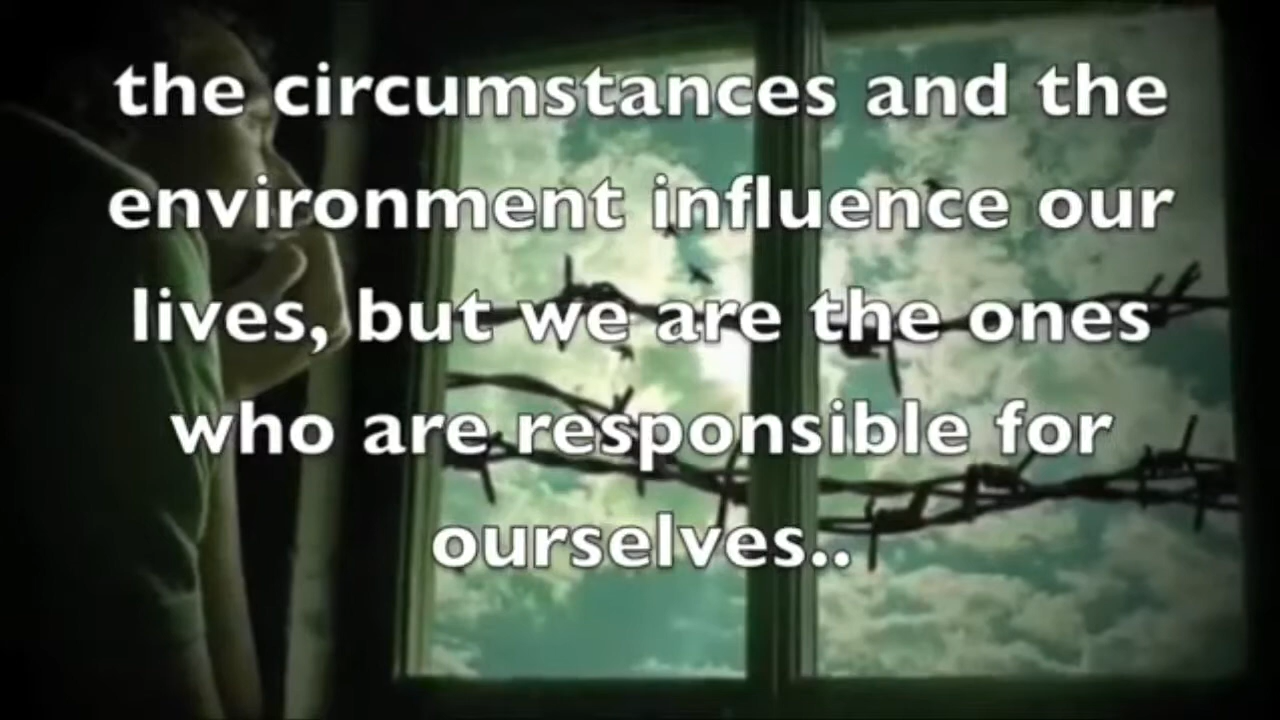 the circumstances and the
environment influence our
lives, but we are the ones
who are responsible for
ourselves..